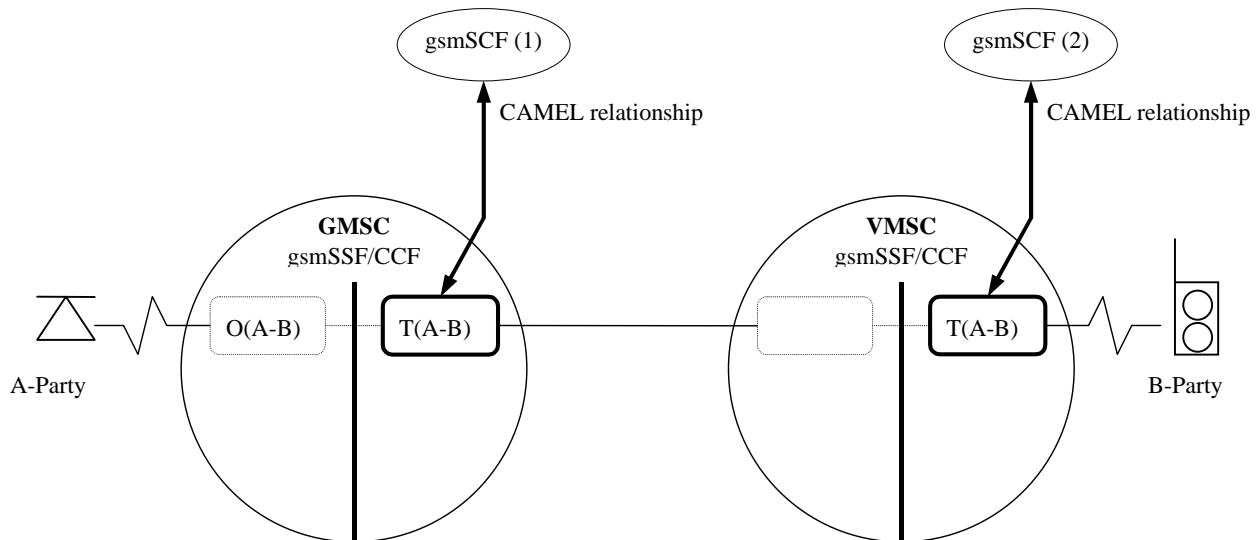 gsmSCF (1)
gsmSCF (2)
CAMEL relationship
CAMEL relationship
GMSC
gsmSSF/CCF
VMSC
gsmSSF/CCF
O(A-B)
T(A-B)
T(A-B)
A-Party
B-Party